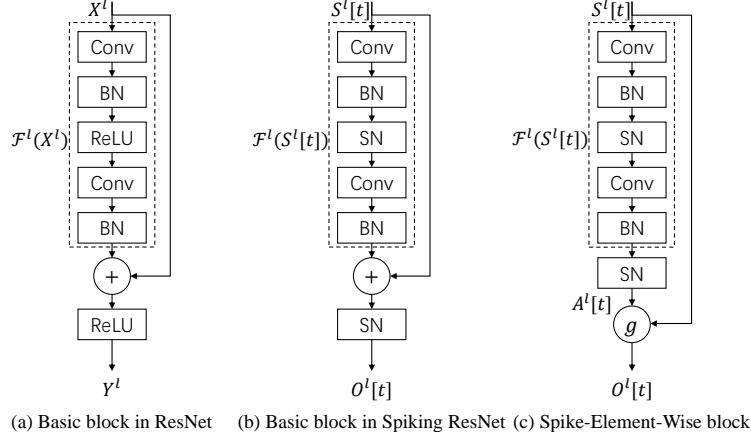 X^l
Conv
BN
ReLU
Conv
BN
F^l(X^l)
+
ReLU
Y^l
(a) Basic block in ResNet
S^l[t]
Conv
BN
SN
Conv
BN
F^l(S^l[t])
+
SN
O^l[t]
(b) Basic block in Spiking ResNet
S^l[t]
Conv
BN
SN
Conv
BN
F^l(S^l[t])
SN
A^l[t]
g
O^l[t]
(c) Spike-Element-Wise block